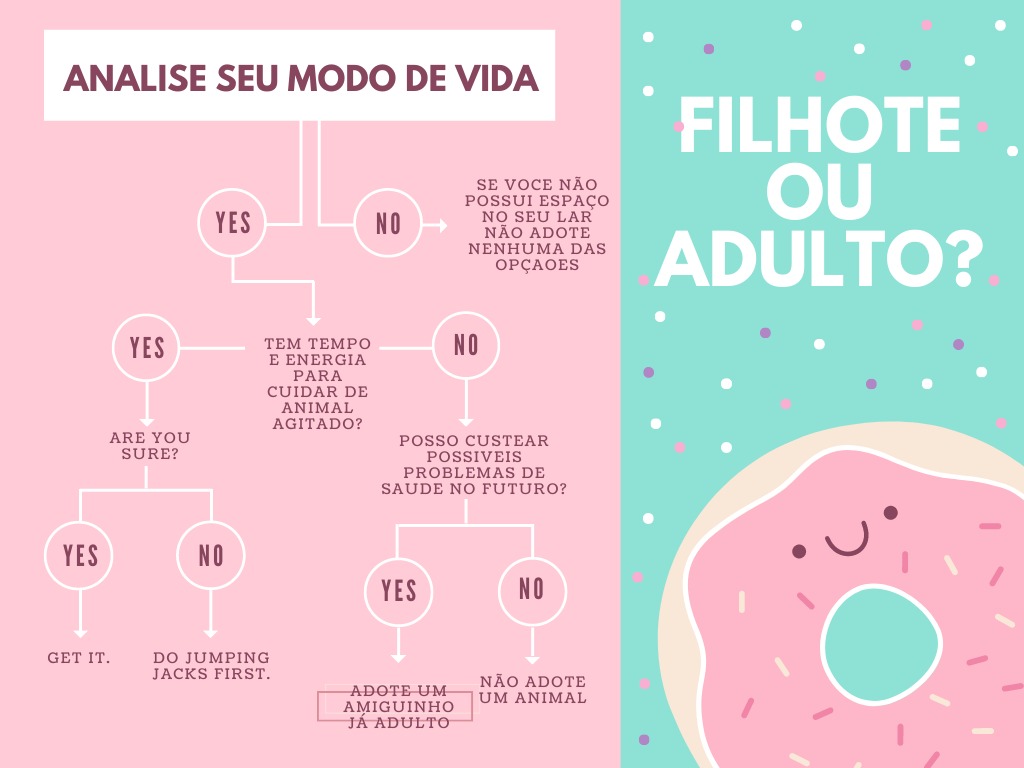 ANALISE SEU MODO DE VIDA
FILHOTE
OU
ADULTO?
YES
NO
SE VOCE NÃO
POSSUI ESPAÇO
NO SEU LAR
NÃO ADOTE
NENHUMA DAS
OPÇAOES
YES
TEM TEMPO
E ENERGIA
PARA
CUIDAR DE
ANIMAL
AGITADO?
NO
ARE YOU
SURE?
POSSO CUSTEAR
POSSIVEIS
PROBLEMAS DE
SAUDE NO FUTURO?
YES
NO
YES
NO
GET IT.
DO JUMPING
JACKS FIRST.
ADOTE UM
AMIGUINHO
JÁ ADULTO
NÃO ADOTE
UM ANIMAL